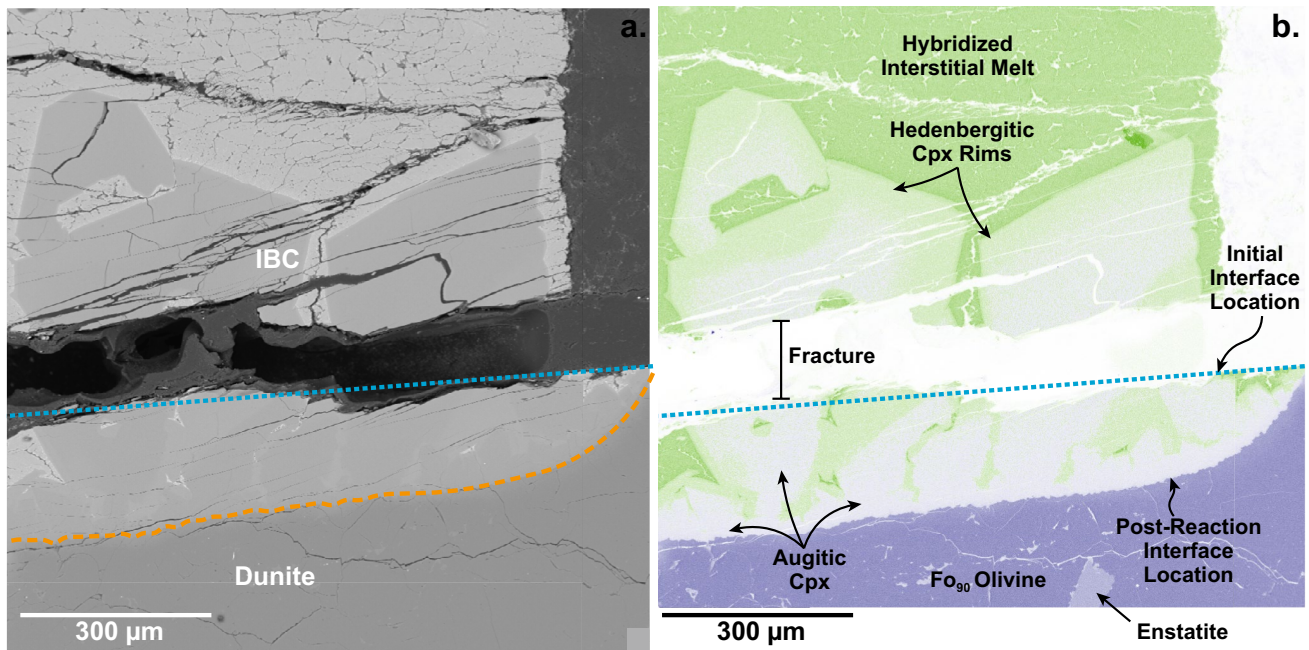 a.
IBC
Dunite
300 µm
b.
Hybridized
Interstitial Melt
Hedenbergitic
Cpx Rims
Initial
Interface
Location
Fracture
Augitic
Cpx
Fo₉₀ Olivine
Post-Reaction
Interface
Location
Enstatite
300 µm